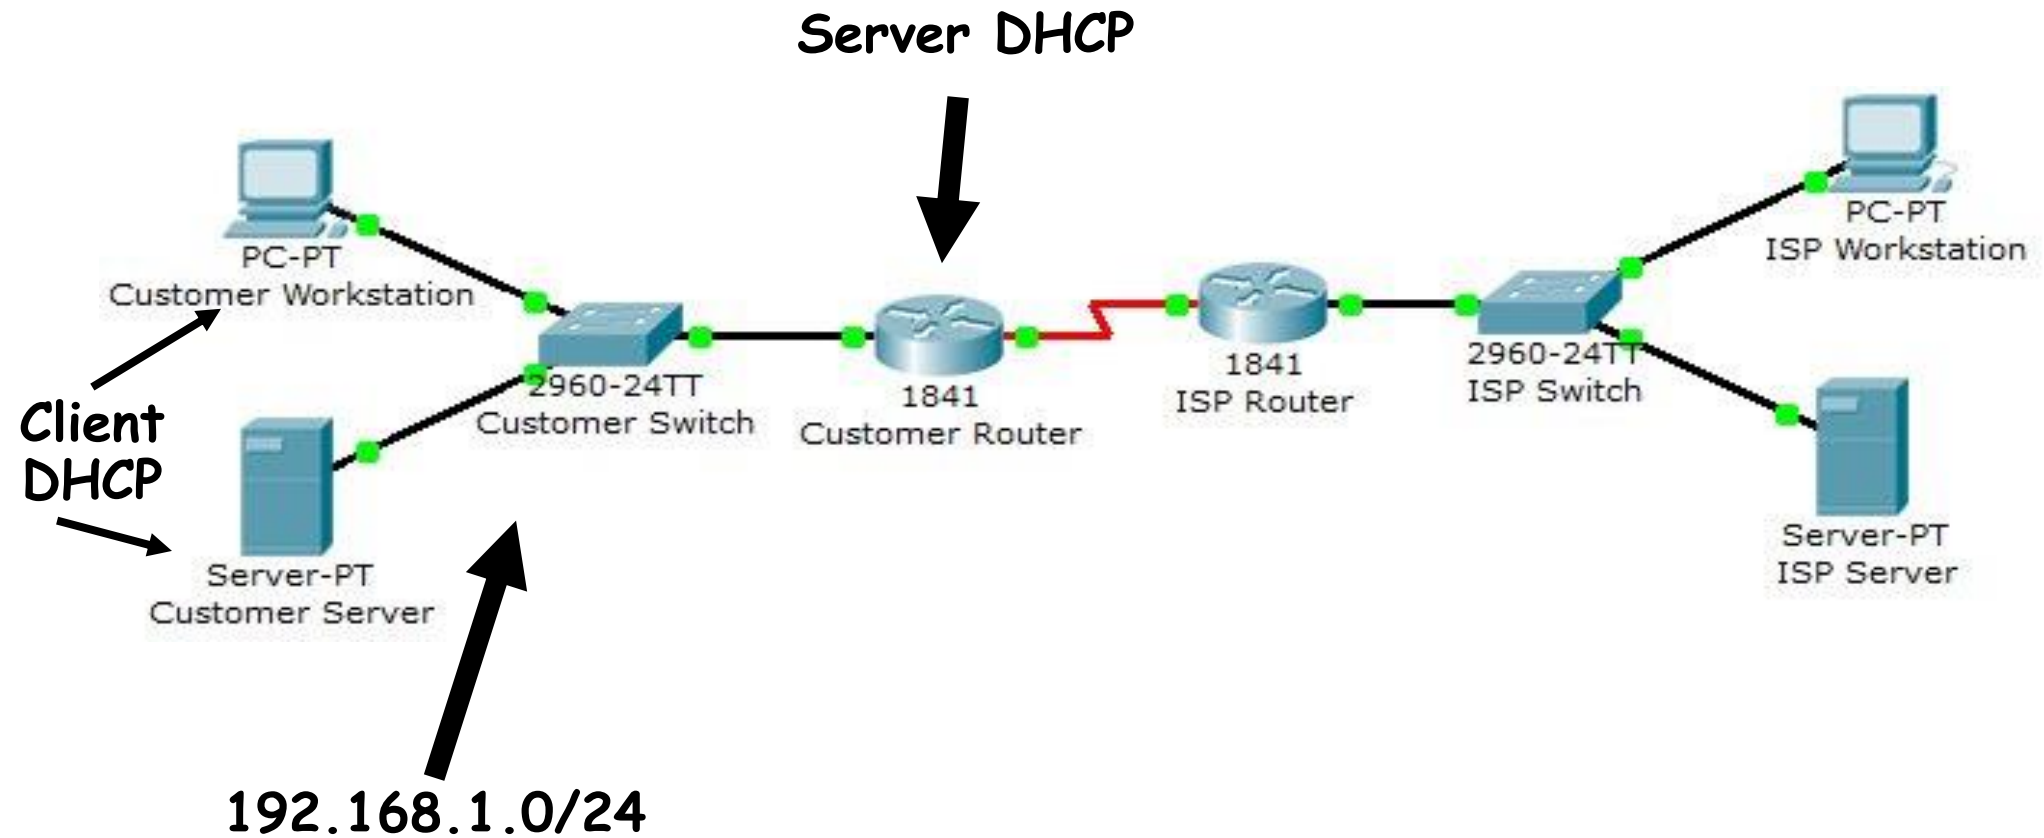 Server DHCP
PC-PT
Customer Workstation
PC-PT
ISP Workstation
Client
DHCP
2960-24TT
Customer Switch
1841
Customer Router
1841
ISP Router
2960-24TT
ISP Switch
Server-PT
Customer Server
Server-PT
ISP Server
192.168.1.0/24